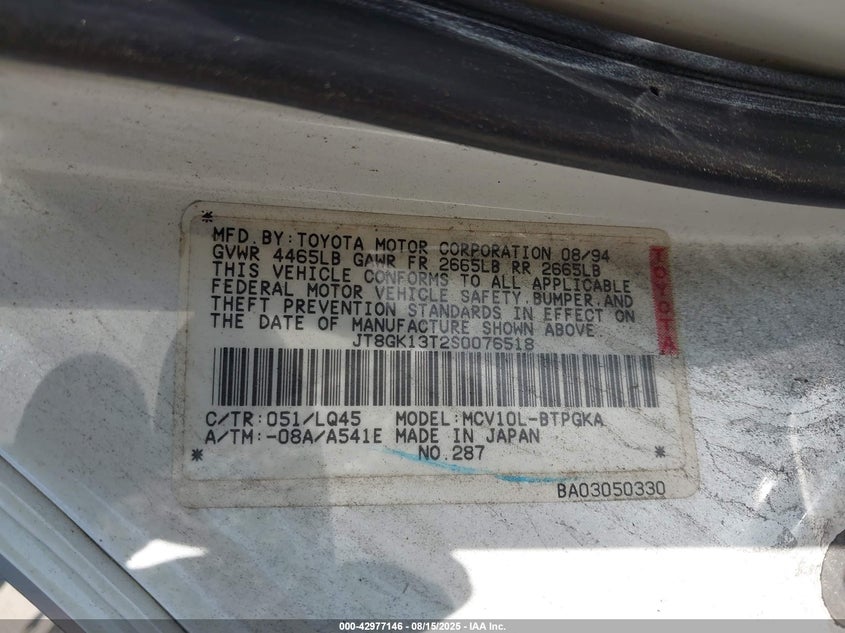 MFD. BY: TOYOTA MOTOR CORPORATION 08/94
GVWR 4465LB GAWR FR 2665LB RR 2665LB
THIS VEHICLE CONFORMS TO ALL APPLICABLE
FEDERAL MOTOR VEHICLE SAFETY, BUMPER, AND
THEFT PREVENTION STANDARDS IN EFFECT ON
THE DATE OF MANUFACTURE SHOWN ABOVE.
JT8GK13T2S0076518
TOYOTA
C/TR: 051/LQ45 MODEL: MCV10L-BTPGKA
A/TM: -08A/A541E MADE IN JAPAN
NO. 287
BA03050330
000-42977146 - 08/15/2025 - IAA Inc.